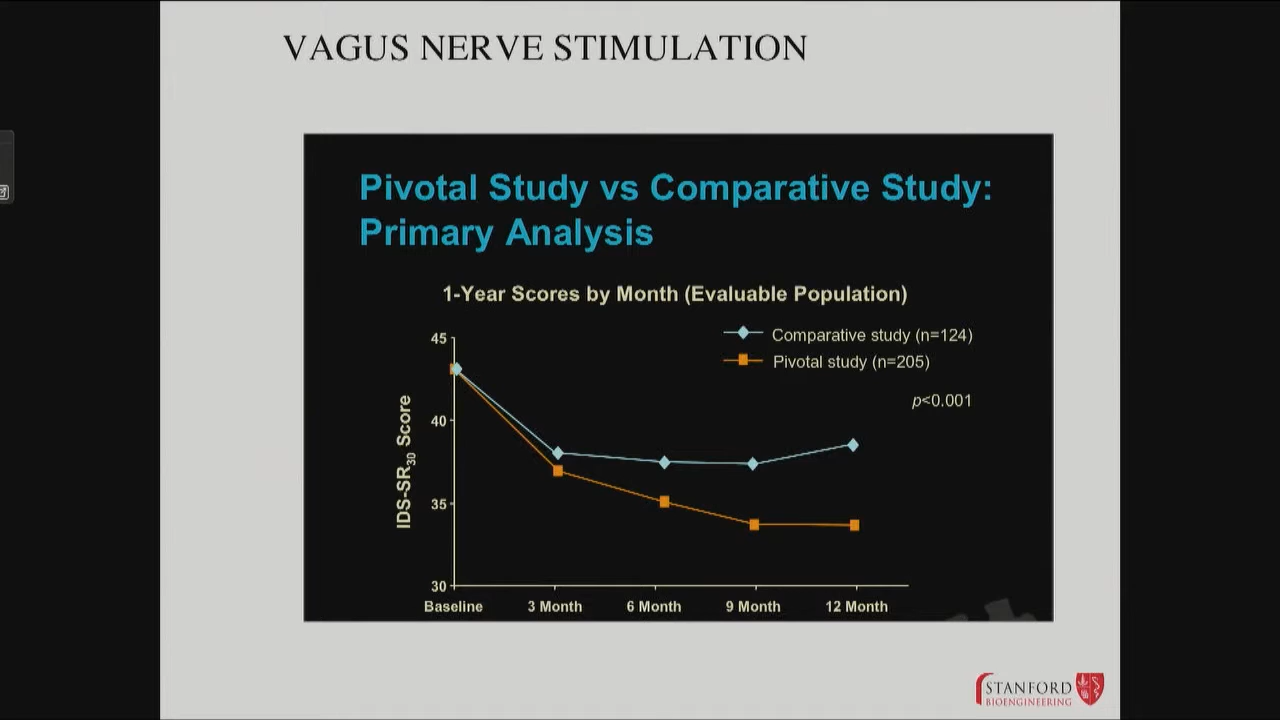 VAGUS NERVE STIMULATION
Pivotal Study vs Comparative Study:
Primary Analysis
1-Year Scores by Month (Evaluable Population)
Comparative study (n=124)
Pivotal study (n=205)
p<0.001
IDS-SR30 Score
45
40
35
30
Baseline 3 Month 6 Month 9 Month 12 Month
STANFORD
BIOENGINEERING